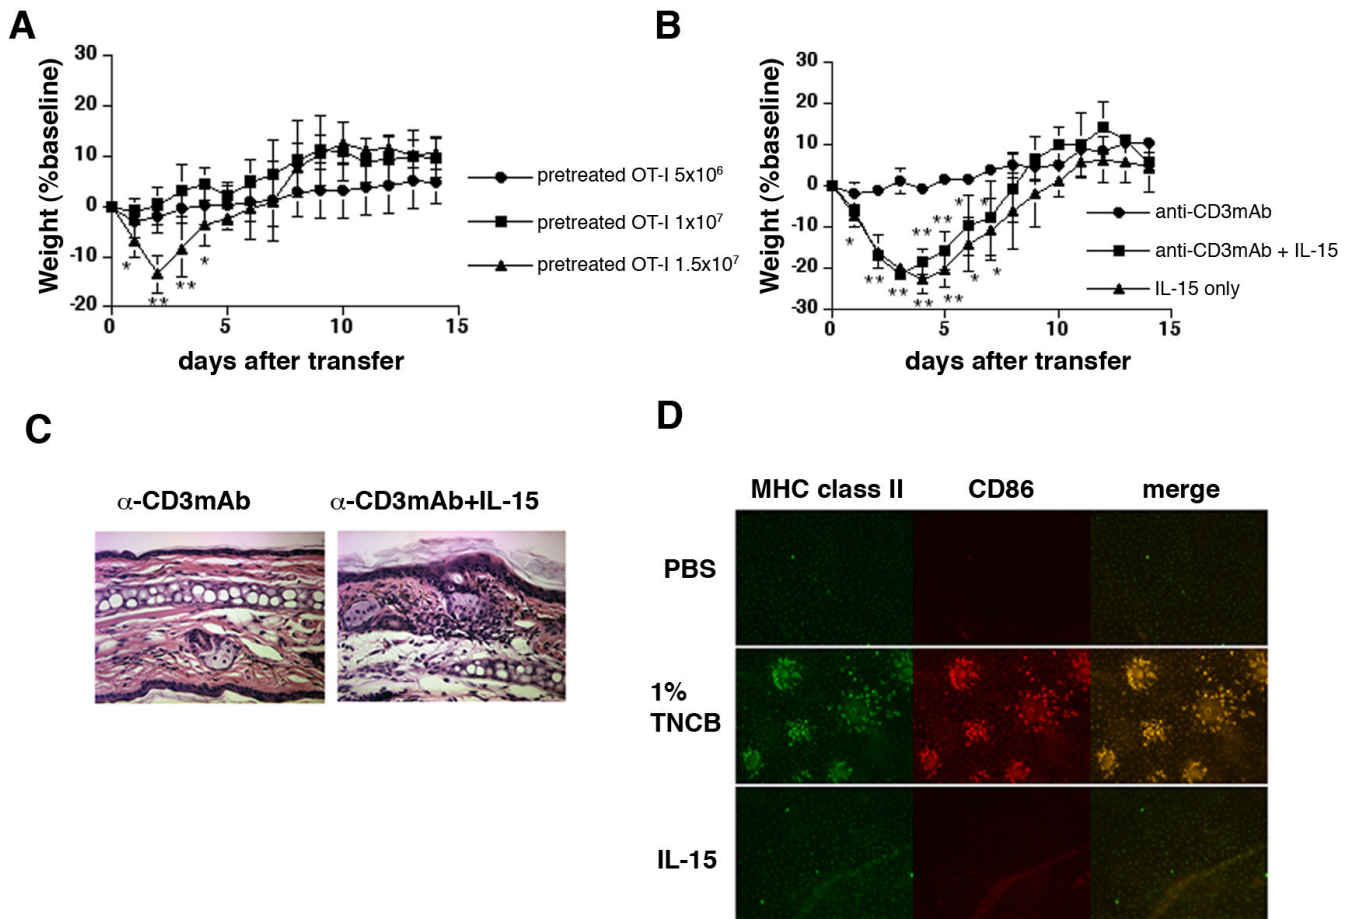 A
Weight (%baseline)
30
20
10
0
-10
-20
0
5
10
15
days after transfer
*
**
**
*
pretreated OT-I 5x10⁶
pretreated OT-I 1x10⁷
pretreated OT-I 1.5x10⁷
B
Weight (%baseline)
30
20
10
0
-10
-20
-30
0
5
10
15
days after transfer
*
**
**
**
**
**
**
*
*
*
*
anti-CD3mAb
anti-CD3mAb + IL-15
IL-15 only
C
α-CD3mAb
α-CD3mAb+IL-15
D
MHC class II
CD86
merge
PBS
1%
TNCB
IL-15